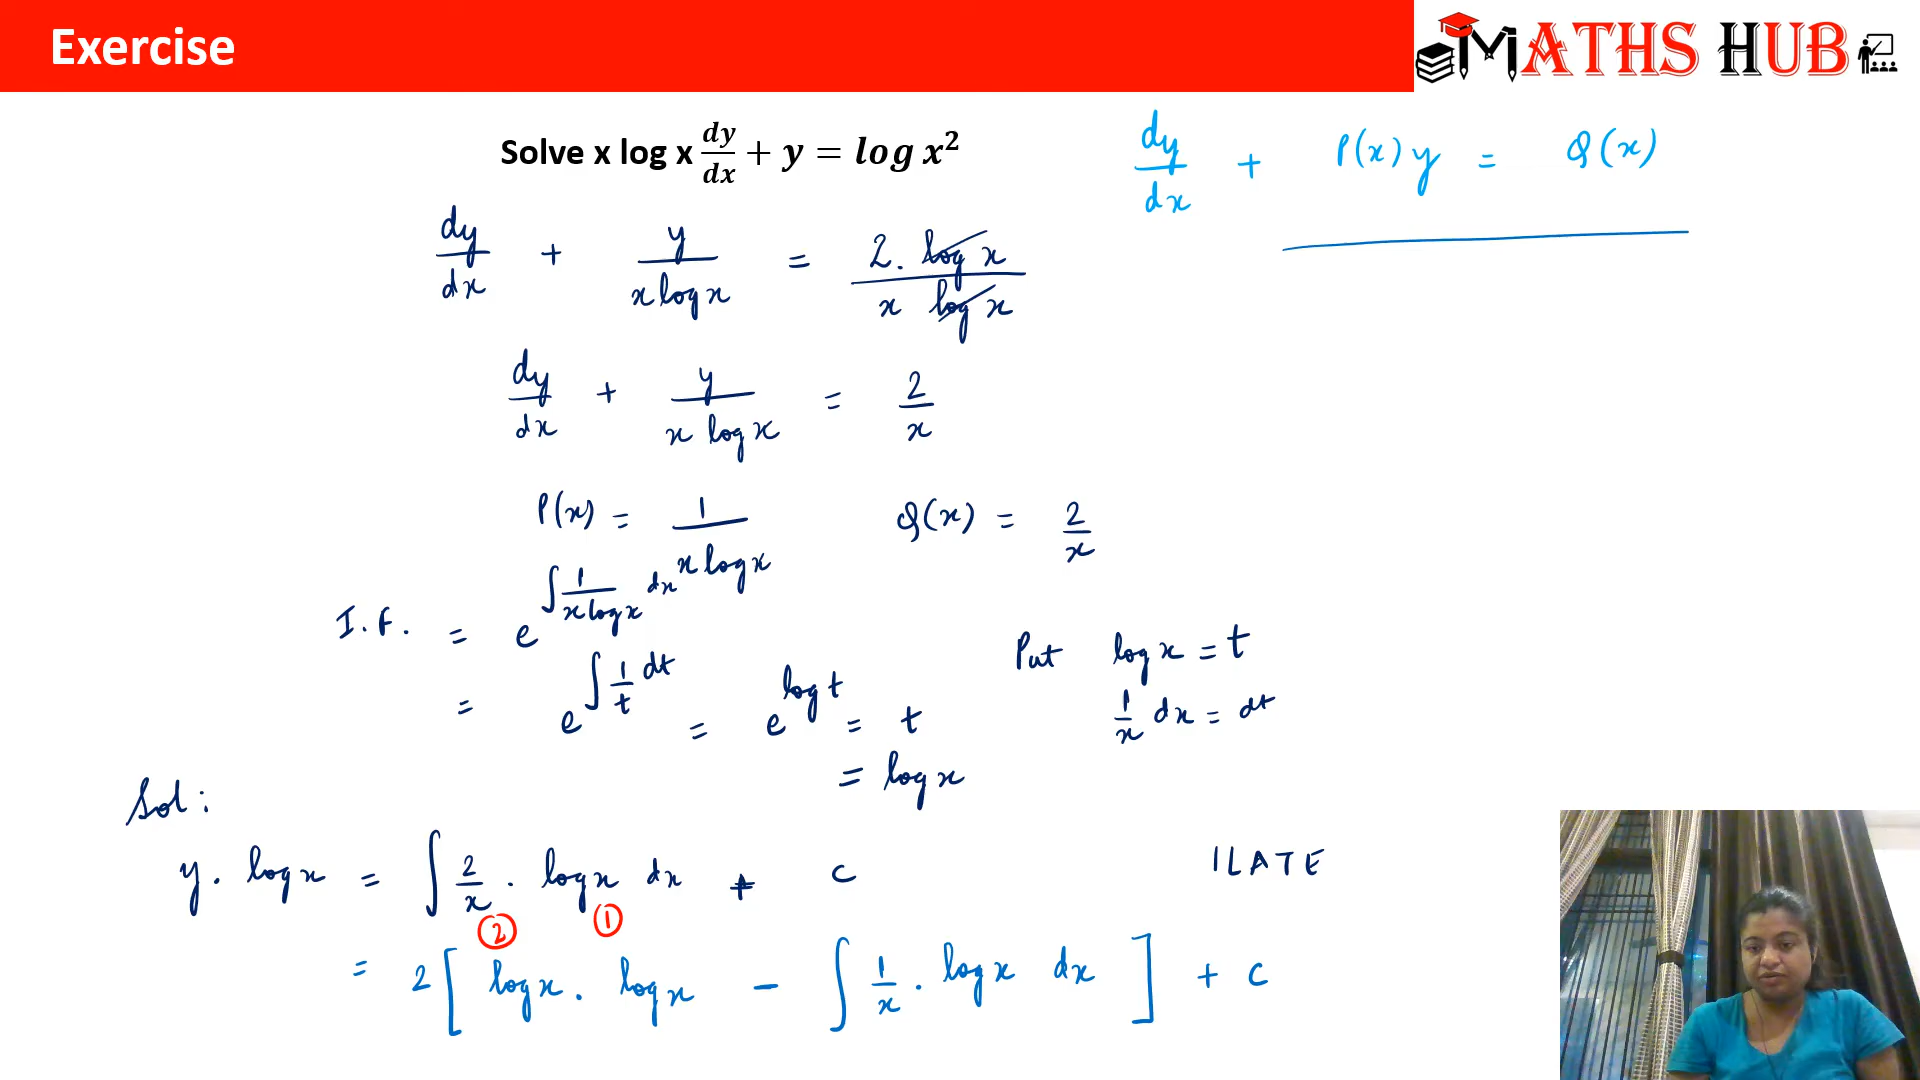 Exercise
MATHS HUB
Solve x log x dy/dx + y = log x²
dy/dx + P(x) y = Q(x)
dy/dx + y/(x log x) = 2. log x/(x log x)
dy/dx + y/(x log x) = 2/x
P(x) = 1/(x log x) Q(x) = 2/x
I.F. = e^(∫ 1/(x log x) dx)
Put log x = t
= e^(∫ 1/t dt) = e^(log t) = t
1/x dx = dt
= log x
Sol:
y. log x = ∫ 2/x . log x dx + c
ILATE
② ①
= 2[ log x. log x - ∫ 1/x . log x dx ] + c